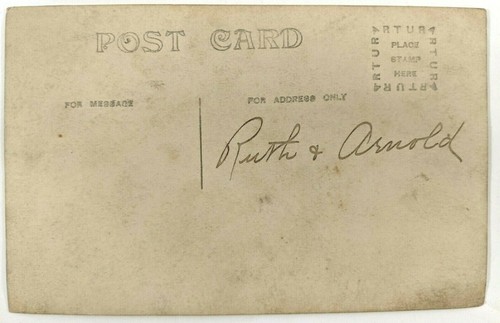 POST CARD
ARTURA
PLACE
STAMP
HERE
ARTURA
ARTURA
ARTURA
FOR MESSAGE
FOR ADDRESS ONLY
Ruth & Arnold